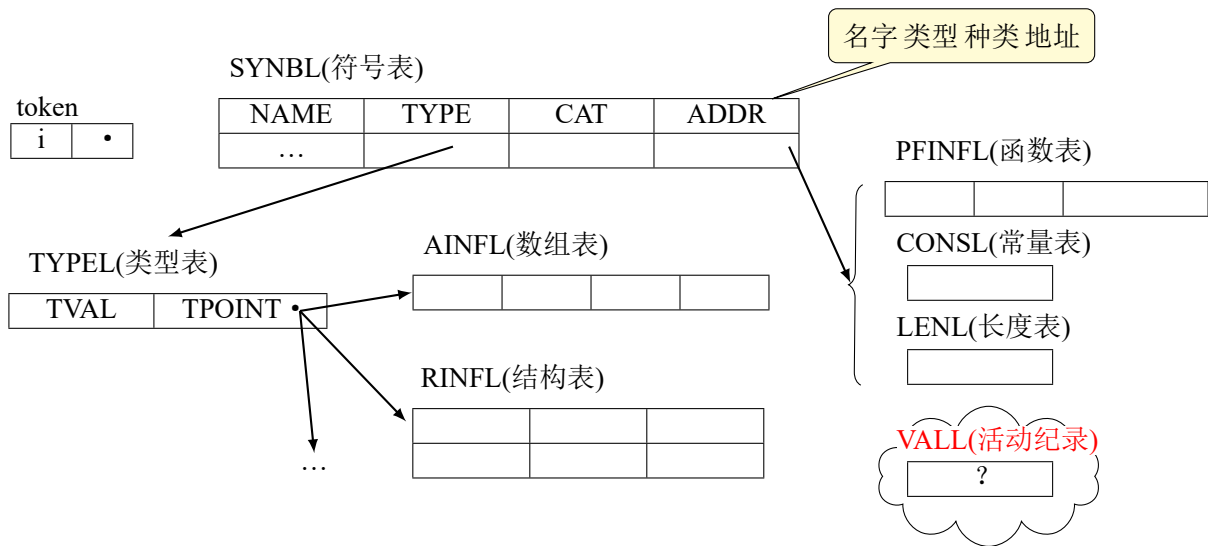 名字 类型 种类 地址
SYNBL(符号表)
token
NAME TYPE CAT ADDR
i •
…
PFINFL(函数表)
AINFL(数组表)
TYPEL(类型表)
CONSL(常量表)
TVAL TPOINT •
LENL(长度表)
RINFL(结构表)
VALL(活动纪录)
…
?